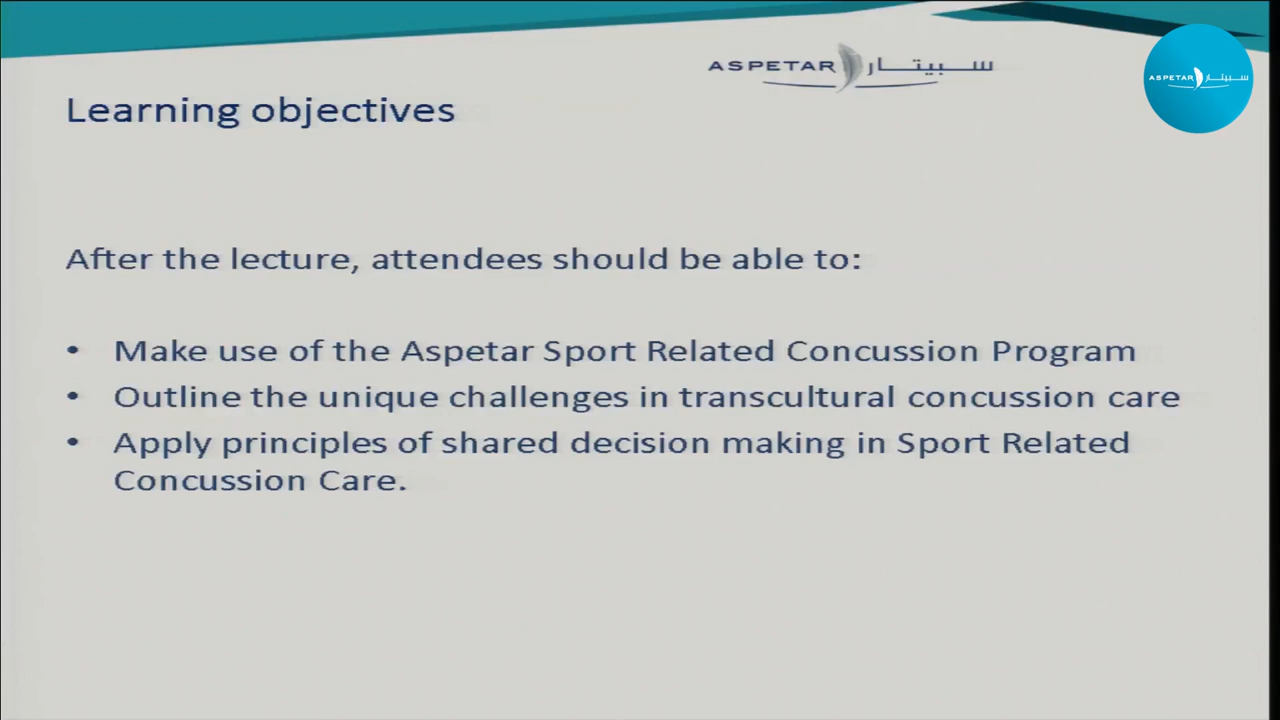 ASPETAR سبيتار
ASPETAR سبيتار
Learning objectives
After the lecture, attendees should be able to:
• Make use of the Aspetar Sport Related Concussion Program
• Outline the unique challenges in transcultural concussion care
• Apply principles of shared decision making in Sport Related
Concussion Care.